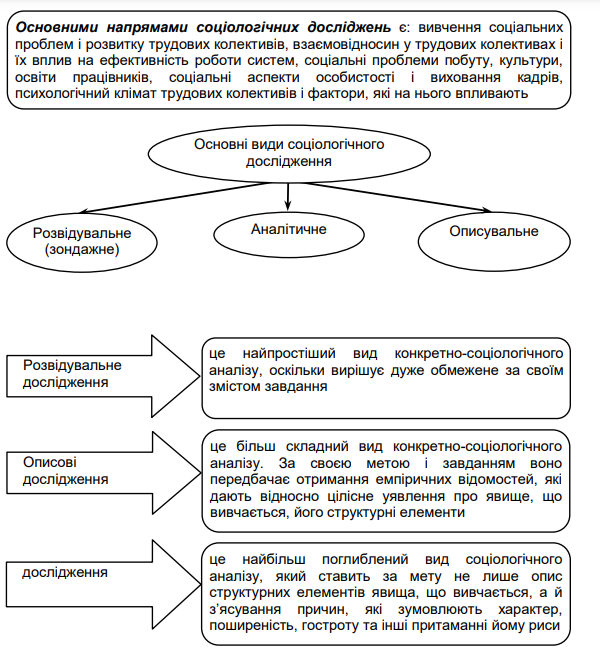 Основними напрямами соціологічних досліджень є: вивчення соціальних
проблем і розвитку трудових колективів, взаємовідносин у трудових колективах і
їх вплив на ефективність роботи систем, соціальні проблеми побуту, культури,
освіти працівників, соціальні аспекти особистості і виховання кадрів,
психологічний клімат трудових колективів і фактори, які на нього впливають
Основні види соціологічного
дослідження
Розвідувальне
(зондажне)
Аналітичне
Описувальне
Розвідувальне
дослідження
це найпростіший вид конкретно-соціологічного
аналізу, оскільки вирішує дуже обмежене за своїм
змістом завдання
Описові
дослідження
це більш складний вид конкретно-соціологічного
аналізу. За своєю метою і завданням воно
передбачає отримання емпіричних відомостей, які
дають відносно цілісне уявлення про явище, що
вивчається, його структурні елементи
дослідження
це найбільш поглиблений вид соціологічного
аналізу, який ставить за мету не лише опис
структурних елементів явища, що вивчається, а й
з’ясування причин, які зумовлюють характер,
поширеність, гостроту та інші притаманні йому риси